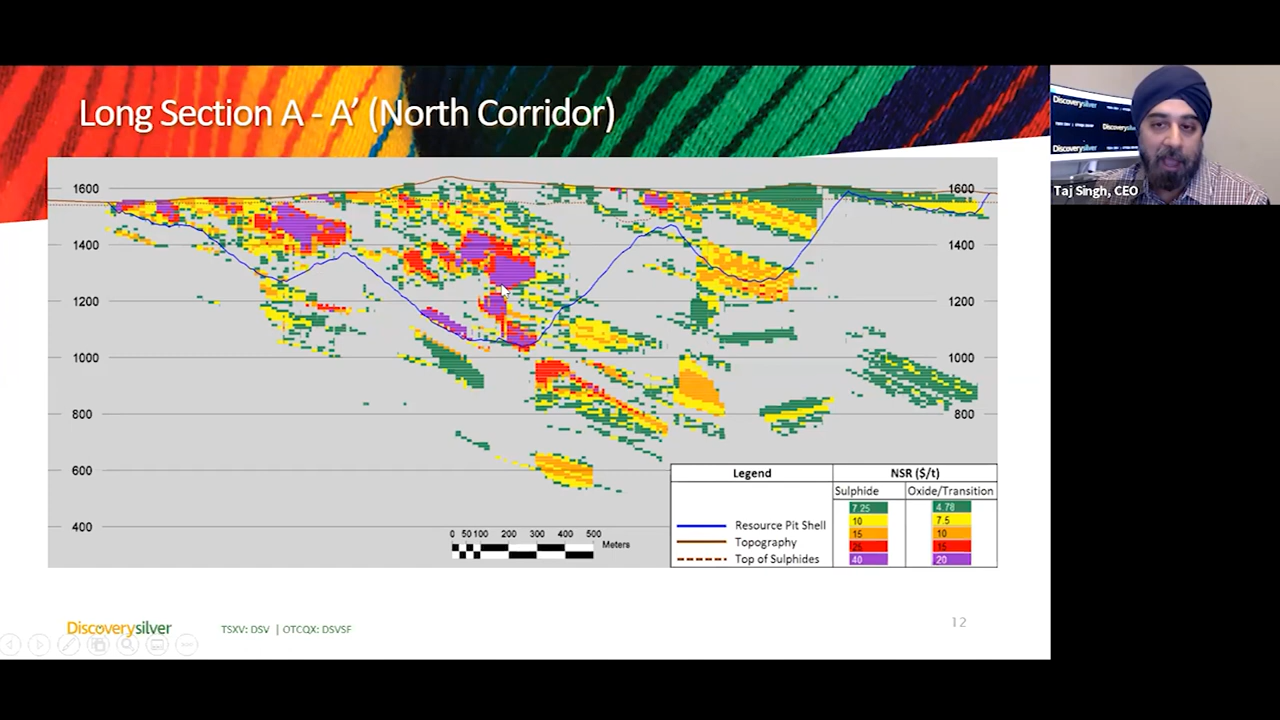 Long Section A - A’ (North Corridor)
Discoverysilver
Discoverysilver
Discoverysilver
Taj Singh, CEO
1600 1600
1400 1400
1200 1200
1000 1000
800 800
600
400
0 50 100 200 300 400 500
Meters
Legend NSR ($/t)
Sulphide Oxide/Transition
7.25 4.78
10 7.5
15 10
25 15
40 20
Resource Pit Shell
Topography
Top of Sulphides
Discoverysilver TSXV: DSV | OTCQX: DSVSF 12